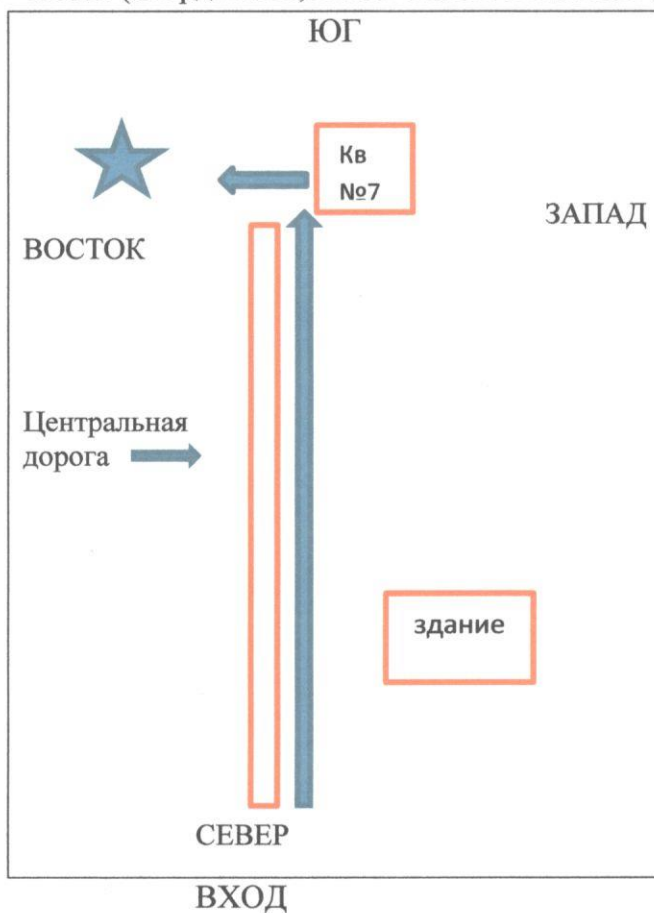 ЮГ
Кв
№7
ЗАПАД
ВОСТОК
Центральная
дорога
здание
СЕВЕР
ВХОД